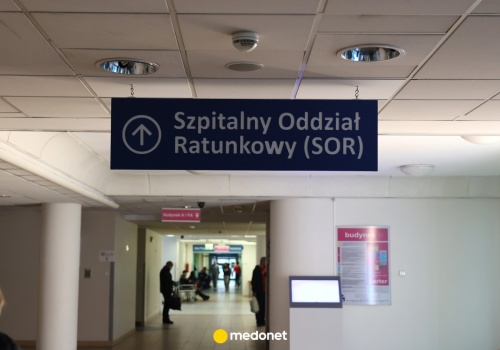 Szpitalny Oddział
Ratunkowy (SOR)
budynek
medonet